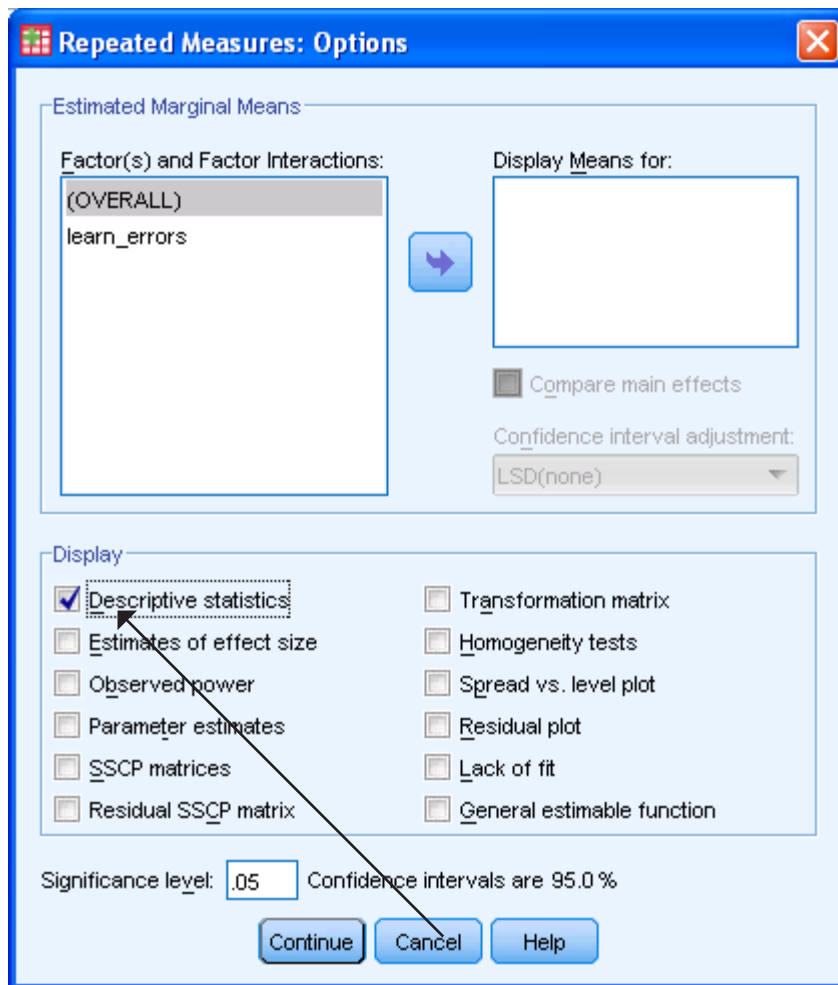 Repeated Measures: Options
Estimated Marginal Means
Factor(s) and Factor Interactions:
(OVERALL)
learn_errors
Display Means for:
Compare main effects
Confidence interval adjustment:
LSD(none)
Display
Descriptive statistics
Estimates of effect size
Observed power
Parameter estimates
SSCP matrices
Residual SSCP matrix
Transformation matrix
Homogeneity tests
Spread vs. level plot
Residual plot
Lack of fit
General estimable function
Significance level: .05 Confidence intervals are 95.0 %
Continue Cancel Help